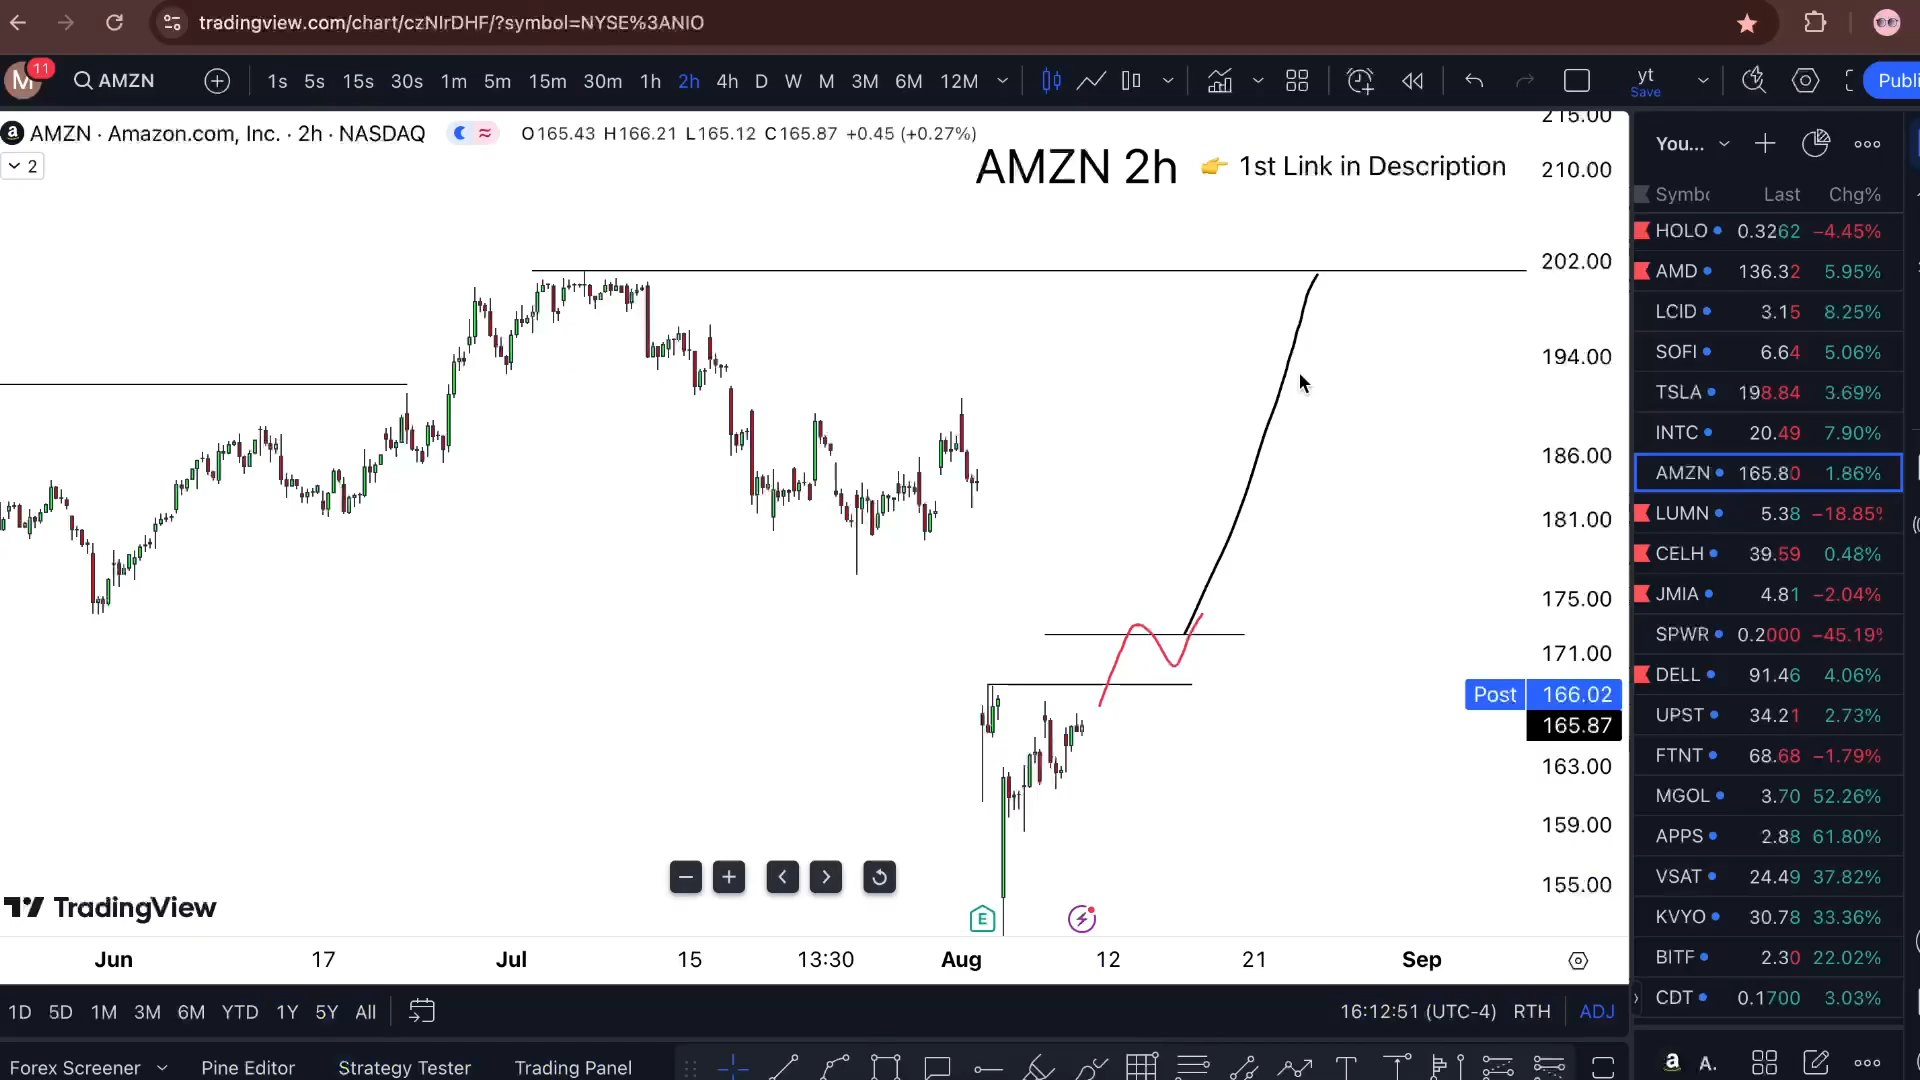 tradingview.com/chart/czNIrDHF/?symbol=NYSE%3ANIO
M 11 AMZN 1s 5s 15s 30s 1m 5m 15m 30m 1h 2h 4h D W M 3M 6M 12M yt Save Publi
a AMZN · Amazon.com, Inc. · 2h · NASDAQ O165.43 H166.21 L165.12 C165.87 +0.45 (+0.27%)
2
AMZN 2h 👉 1st Link in Description
215.00
210.00
202.00
194.00
186.00
181.00
175.00
171.00
Post 166.02
165.87
163.00
159.00
155.00
E
TradingView
Jun 17 Jul 15 13:30 Aug 12 21 Sep
1D 5D 1M 3M 6M YTD 1Y 5Y All 16:12:51 (UTC-4) RTH ADJ
Forex Screener Pine Editor Strategy Tester Trading Panel
You...
Symbo Last Chg%
HOLO 0.3262 −4.45%
AMD 136.32 5.95%
LCID 3.15 8.25%
SOFI 6.64 5.06%
TSLA 198.84 3.69%
INTC 20.49 7.90%
AMZN 165.80 1.86%
LUMN 5.38 −18.85%
CELH 39.59 0.48%
JMIA 4.81 −2.04%
SPWR 0.2000 −45.19%
DELL 91.46 4.06%
UPST 34.21 2.73%
FTNT 68.68 −1.79%
MGOL 3.70 52.26%
APPS 2.88 61.80%
VSAT 24.49 37.82%
KVYO 30.78 33.36%
BITF 2.30 22.02%
CDT 0.1700 3.03%
a A.